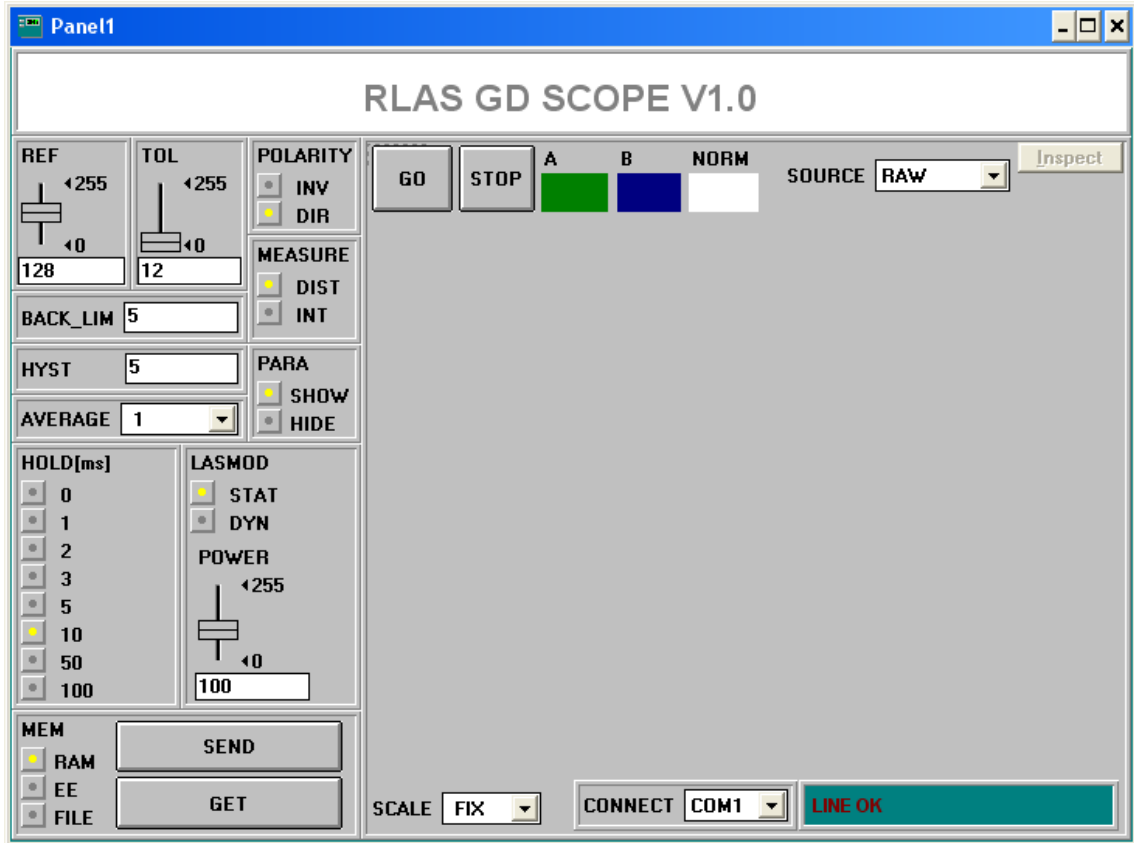 Panel1
RLAS GD SCOPE V1.0
REF
◂255
◂0
128
TOL
◂255
◂0
12
POLARITY
INV
DIR
MEASURE
DIST
INT
BACK_LIM 5
HYST 5
AVERAGE 1
PARA
SHOW
HIDE
HOLD[ms]
0
1
2
3
5
10
50
100
LASMOD
STAT
DYN
POWER
◂255
◂0
100
MEM
RAM
EE
FILE
SEND
GET
GO STOP A B NORM SOURCE RAW Inspect
SCALE FIX CONNECT COM1 LINE OK